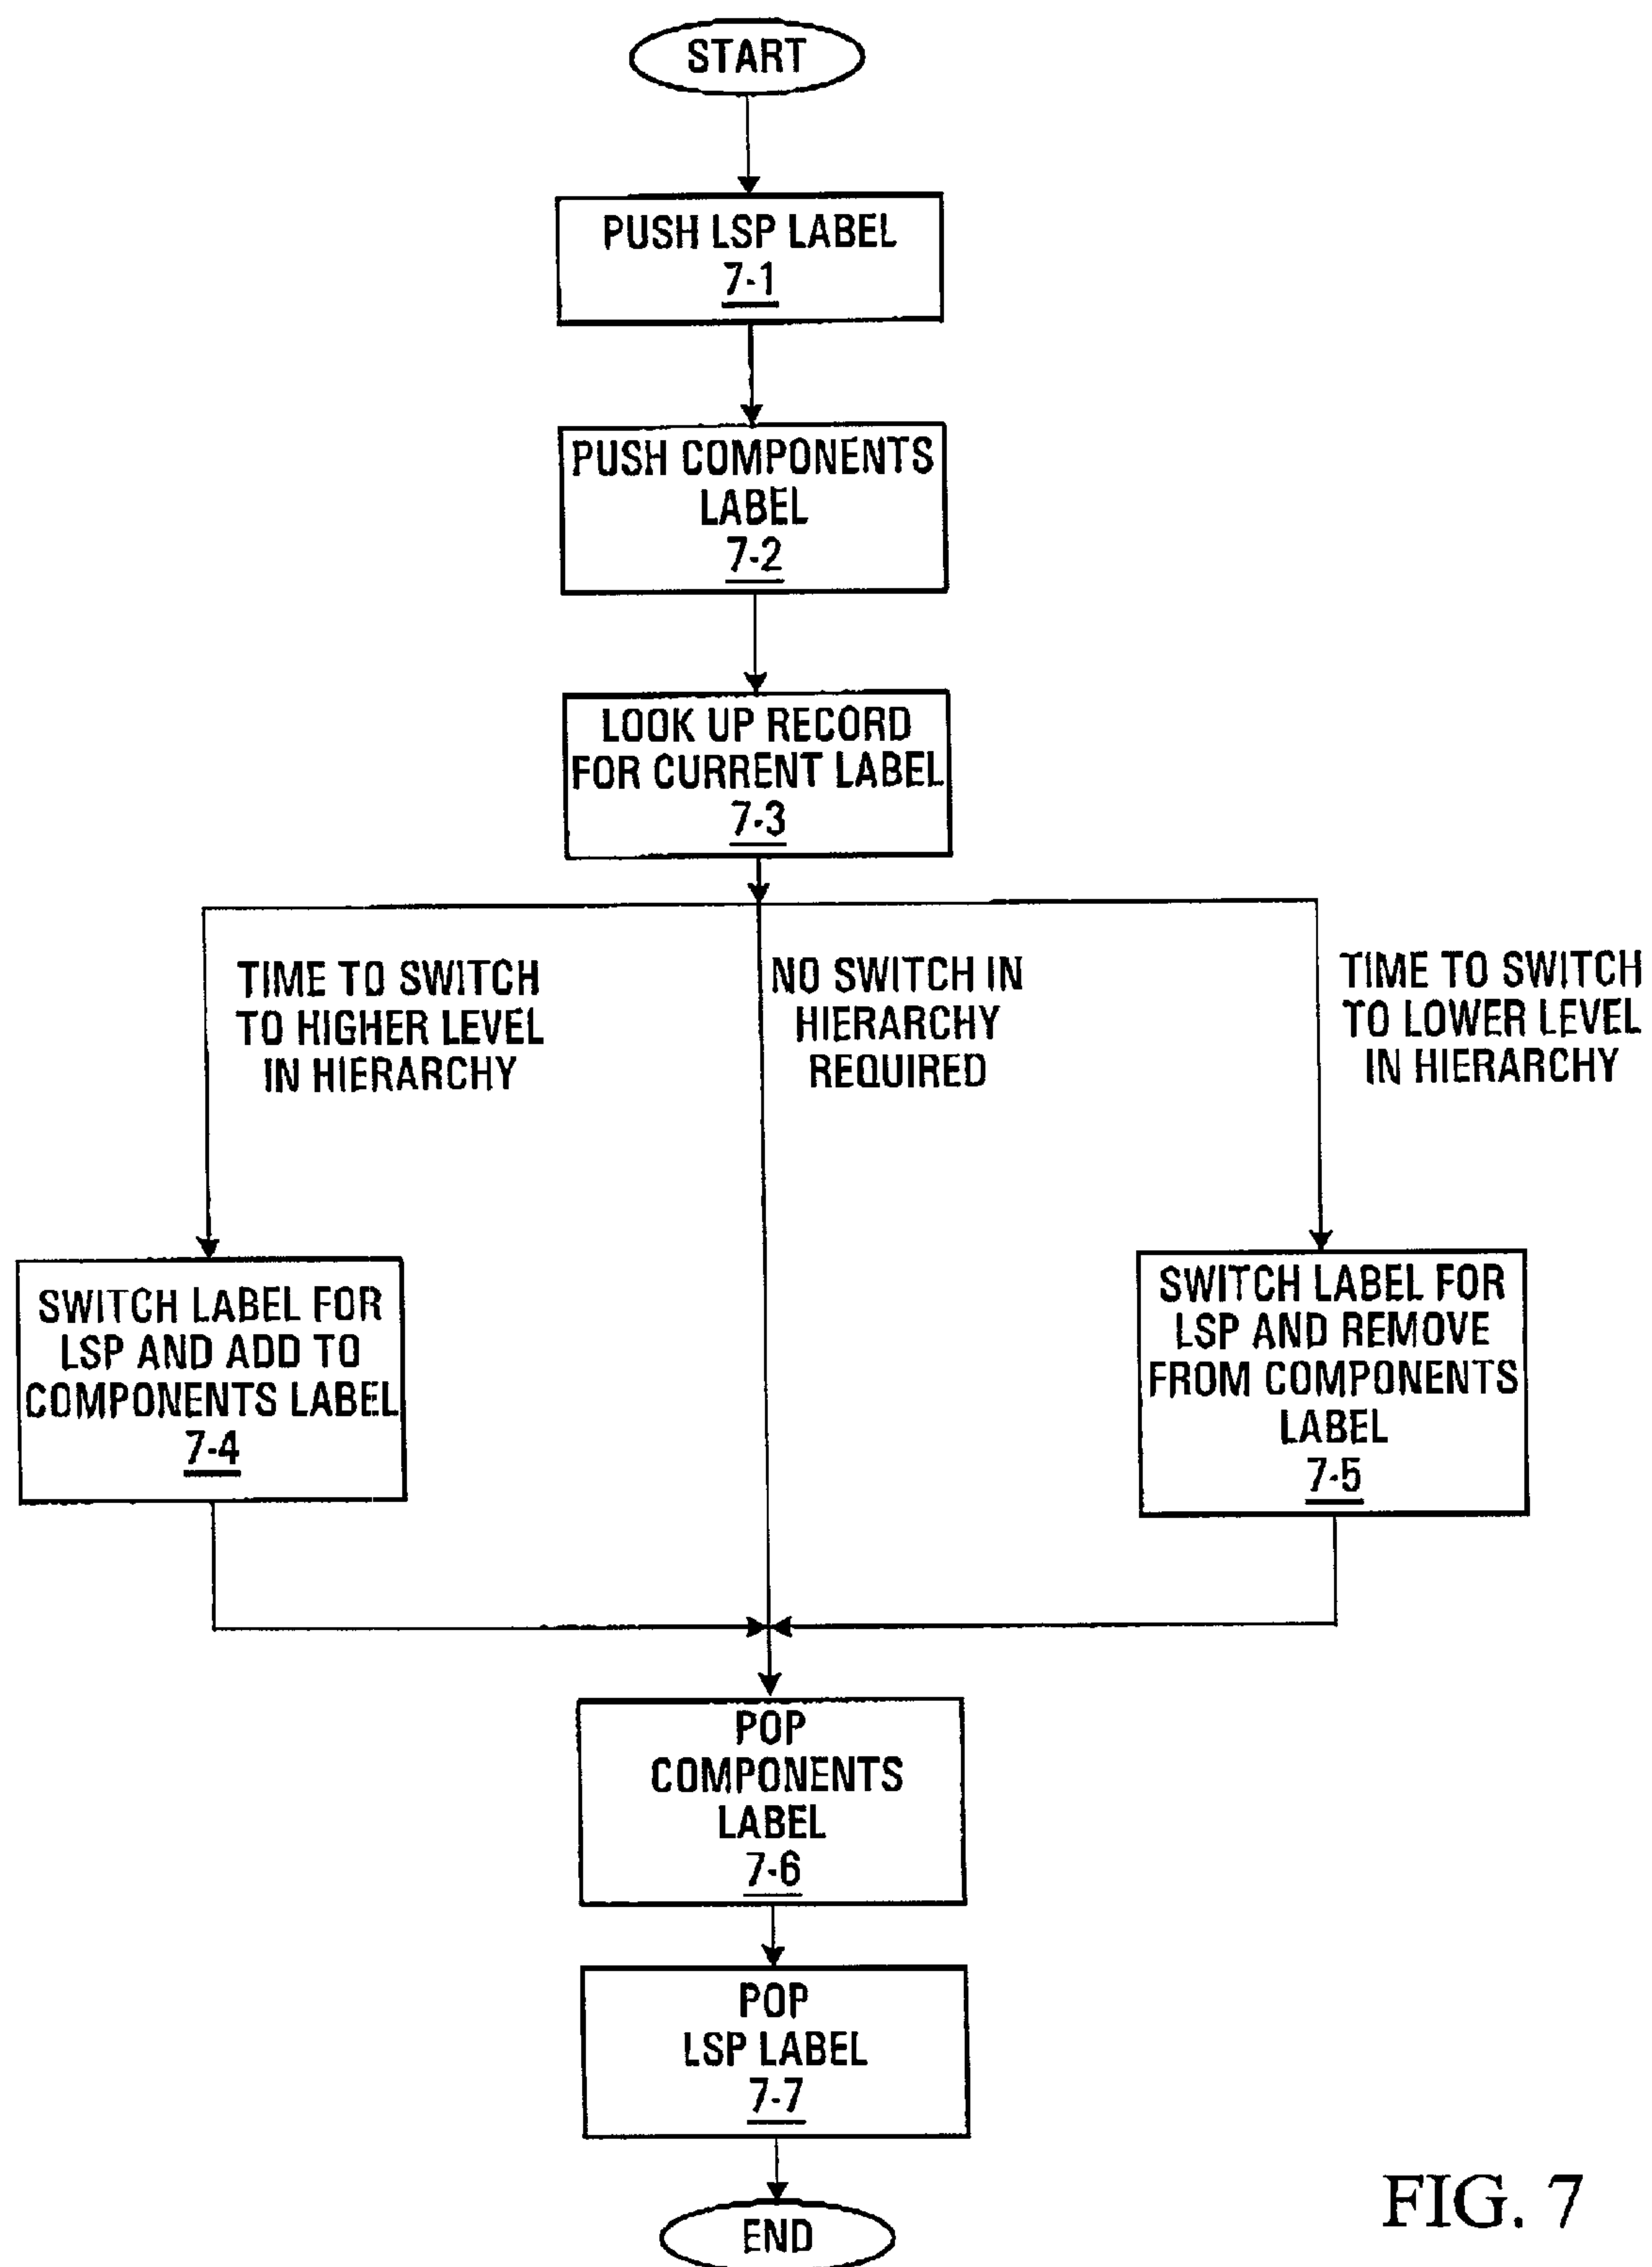 START
PUSH LSP LABEL
7-1
PUSH COMPONENTS
LABEL
7-2
LOOK UP RECORD
FOR CURRENT LABEL
7-3
TIME TO SWITCH
TO HIGHER LEVEL
IN HIERARCHY
NO SWITCH IN
HIERARCHY
REQUIRED
TIME TO SWITCH
TO LOWER LEVEL
IN HIERARCHY
SWITCH LABEL FOR
LSP AND ADD TO
COMPONENTS LABEL
7-4
SWITCH LABEL FOR
LSP AND REMOVE
FROM COMPONENTS
LABEL
7-5
POP
COMPONENTS
LABEL
7-6
POP
LSP LABEL
7-7
END
FIG. 7